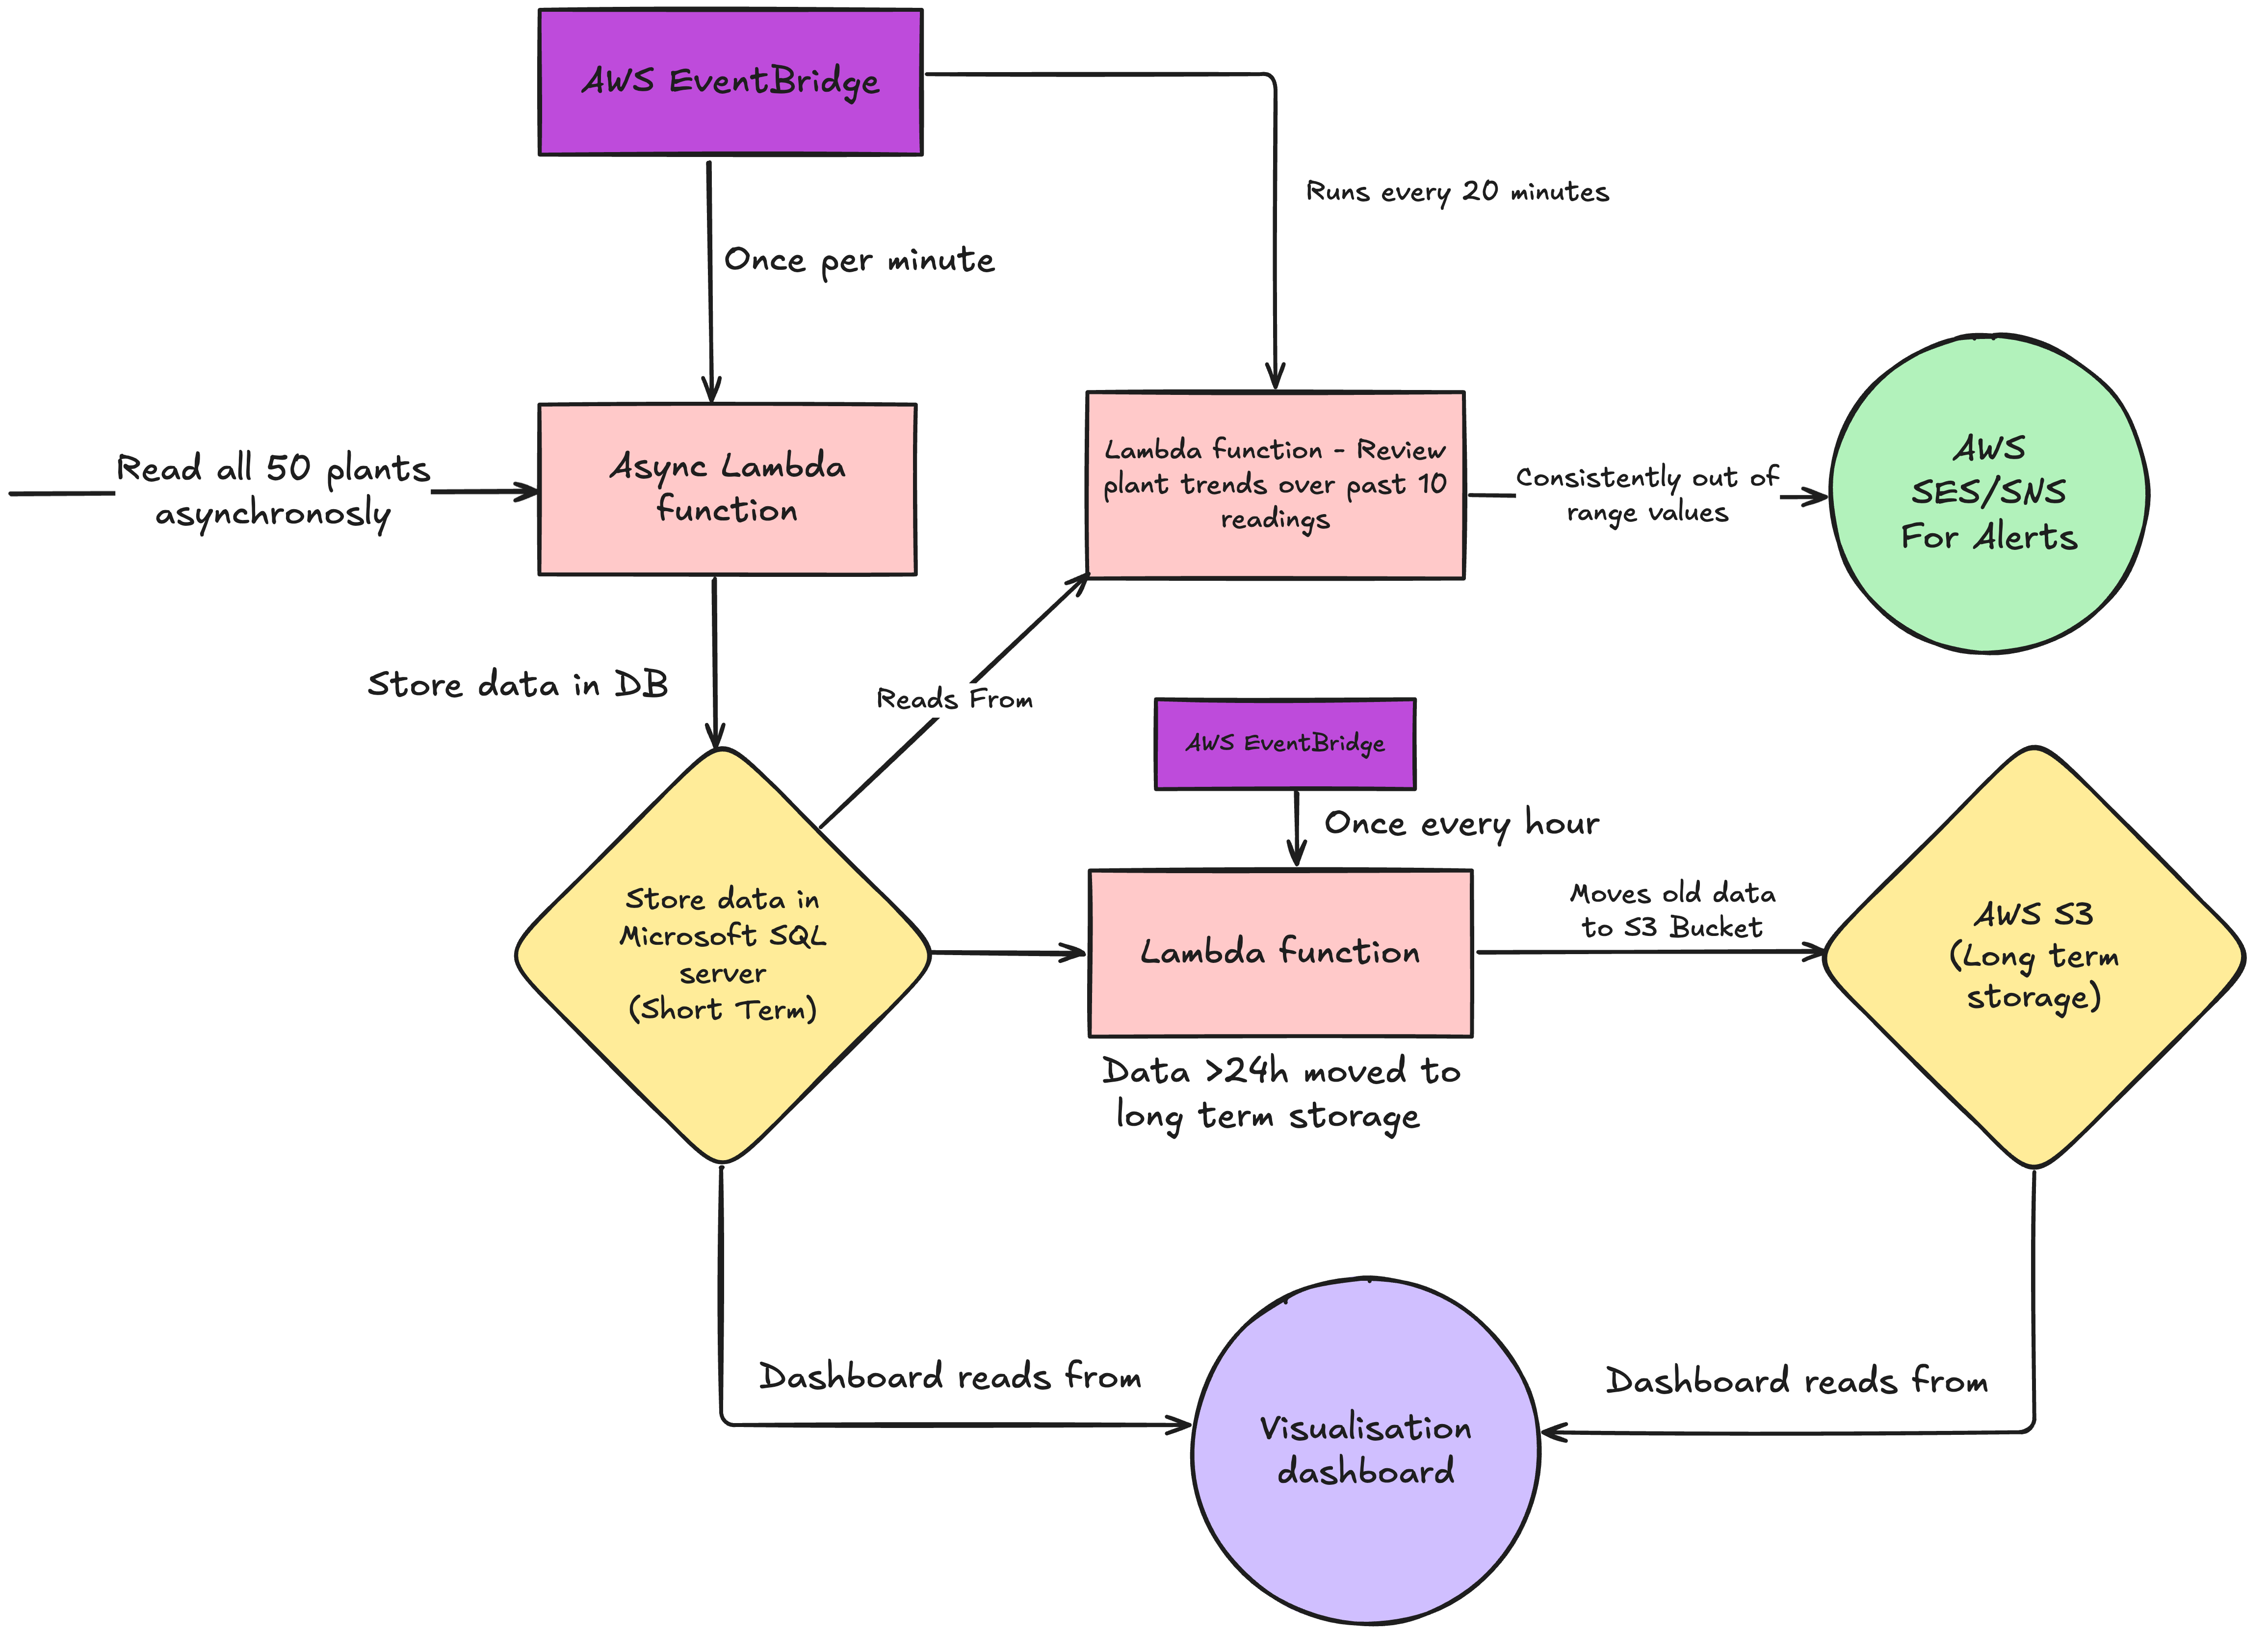 AWS EventBridge
Runs every 20 minutes
Once per minute
Read all 50 plants
asynchronosly
Async Lambda
function
Lambda function - Review
plant trends over past 10
readings
Consistently out of
range values
AWS
SES/SNS
For Alerts
Store data in DB
Reads From
AWS EventBridge
Once every hour
Store data in
Microsoft SQL
server
(Short Term)
Lambda function
Moves old data
to S3 Bucket
AWS S3
(Long term
storage)
Data >24h moved to
long term storage
Dashboard reads from
Dashboard reads from
Visualisation
dashboard